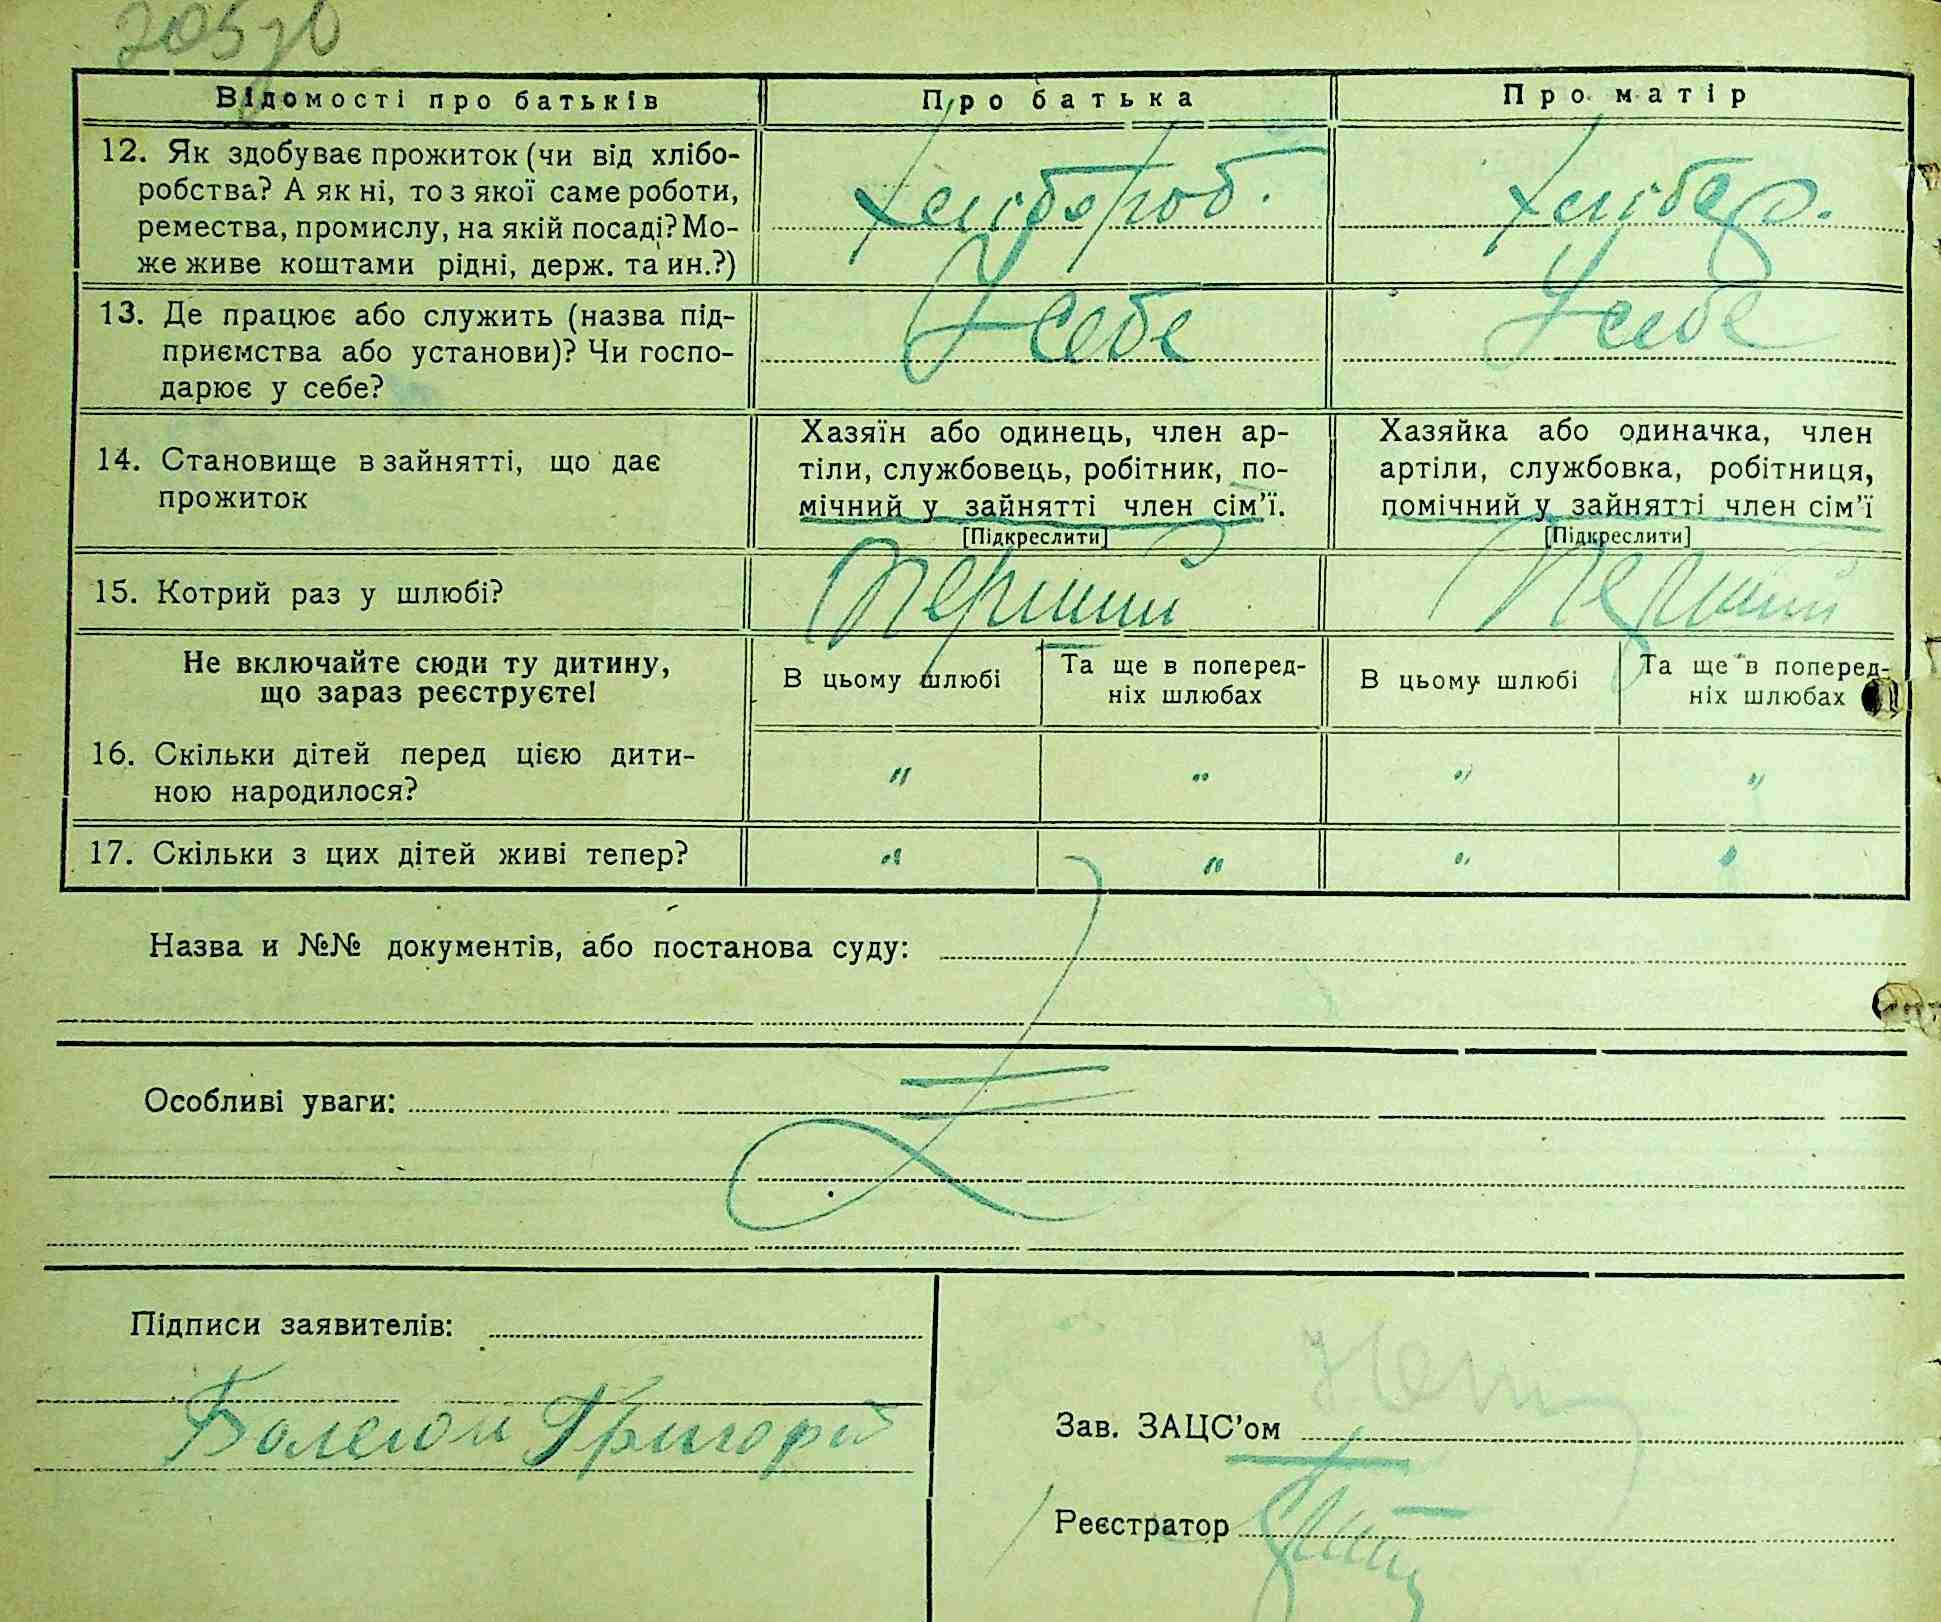 Відомості про батьків
Про батька
Про матір
12. Як здобуває прожиток (чи від хлібо-
робства? А як ні, то з якої саме роботи,
ремества, промислу, на якій посаді? Мо-
же живе коштами рідні, держ. та ин.?)
Хлібороб.
Хлібор.
13. Де працює або служить (назва під-
приємства або установи)? Чи госпо-
дарює у себе?
У себе
У себе
14. Становище в зайнятті, що дає
прожиток
Хазяїн або одинець, член ар-
тіли, службовець, робітник, по-
мічний у зайнятті член сім’ї.
[Підкреслити]
Хазяйка або одиначка, член
артіли, службовка, робітниця,
помічний у зайнятті член сім’ї
[Підкреслити]
15. Котрий раз у шлюбі?
Перший
Перший
Не включайте сюди ту дитину,
що зараз реєструєте!
В цьому шлюбі
Та ще в поперед-
ніх шлюбах
В цьому шлюбі
Та ще в поперед-
ніх шлюбах
16. Скільки дітей перед цією дити-
ною народилося?
" " " "
17. Скільки з цих дітей живі тепер?
" " " "
Назва и №№ документів, або постанова суду:
Особливі уваги:
Підписи заявителів:
Григорій
Зав. ЗАЦС’ом
Реєстратор